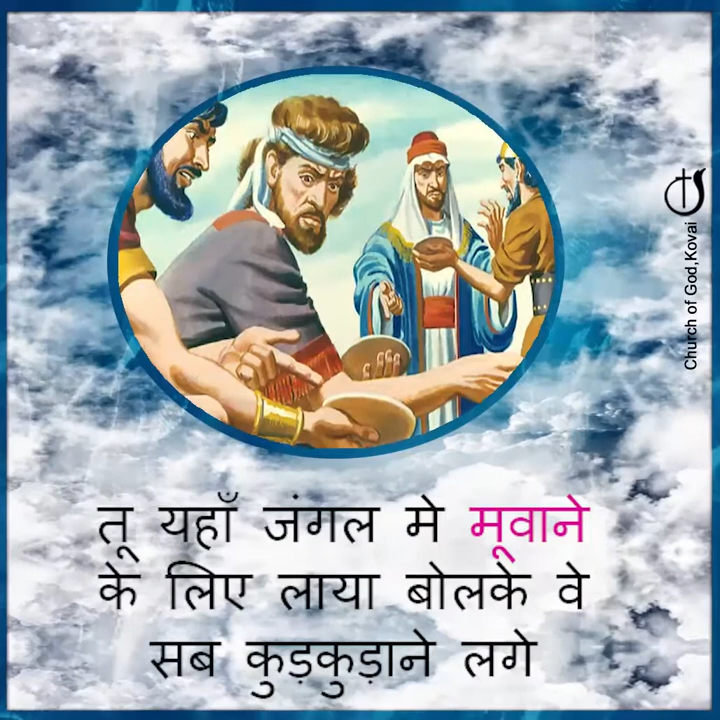 Church of God,Kovai
तू यहाँ जंगल मे मूवाने
के लिए लाया बोलके वे
सब कुड़कुड़ाने लगे